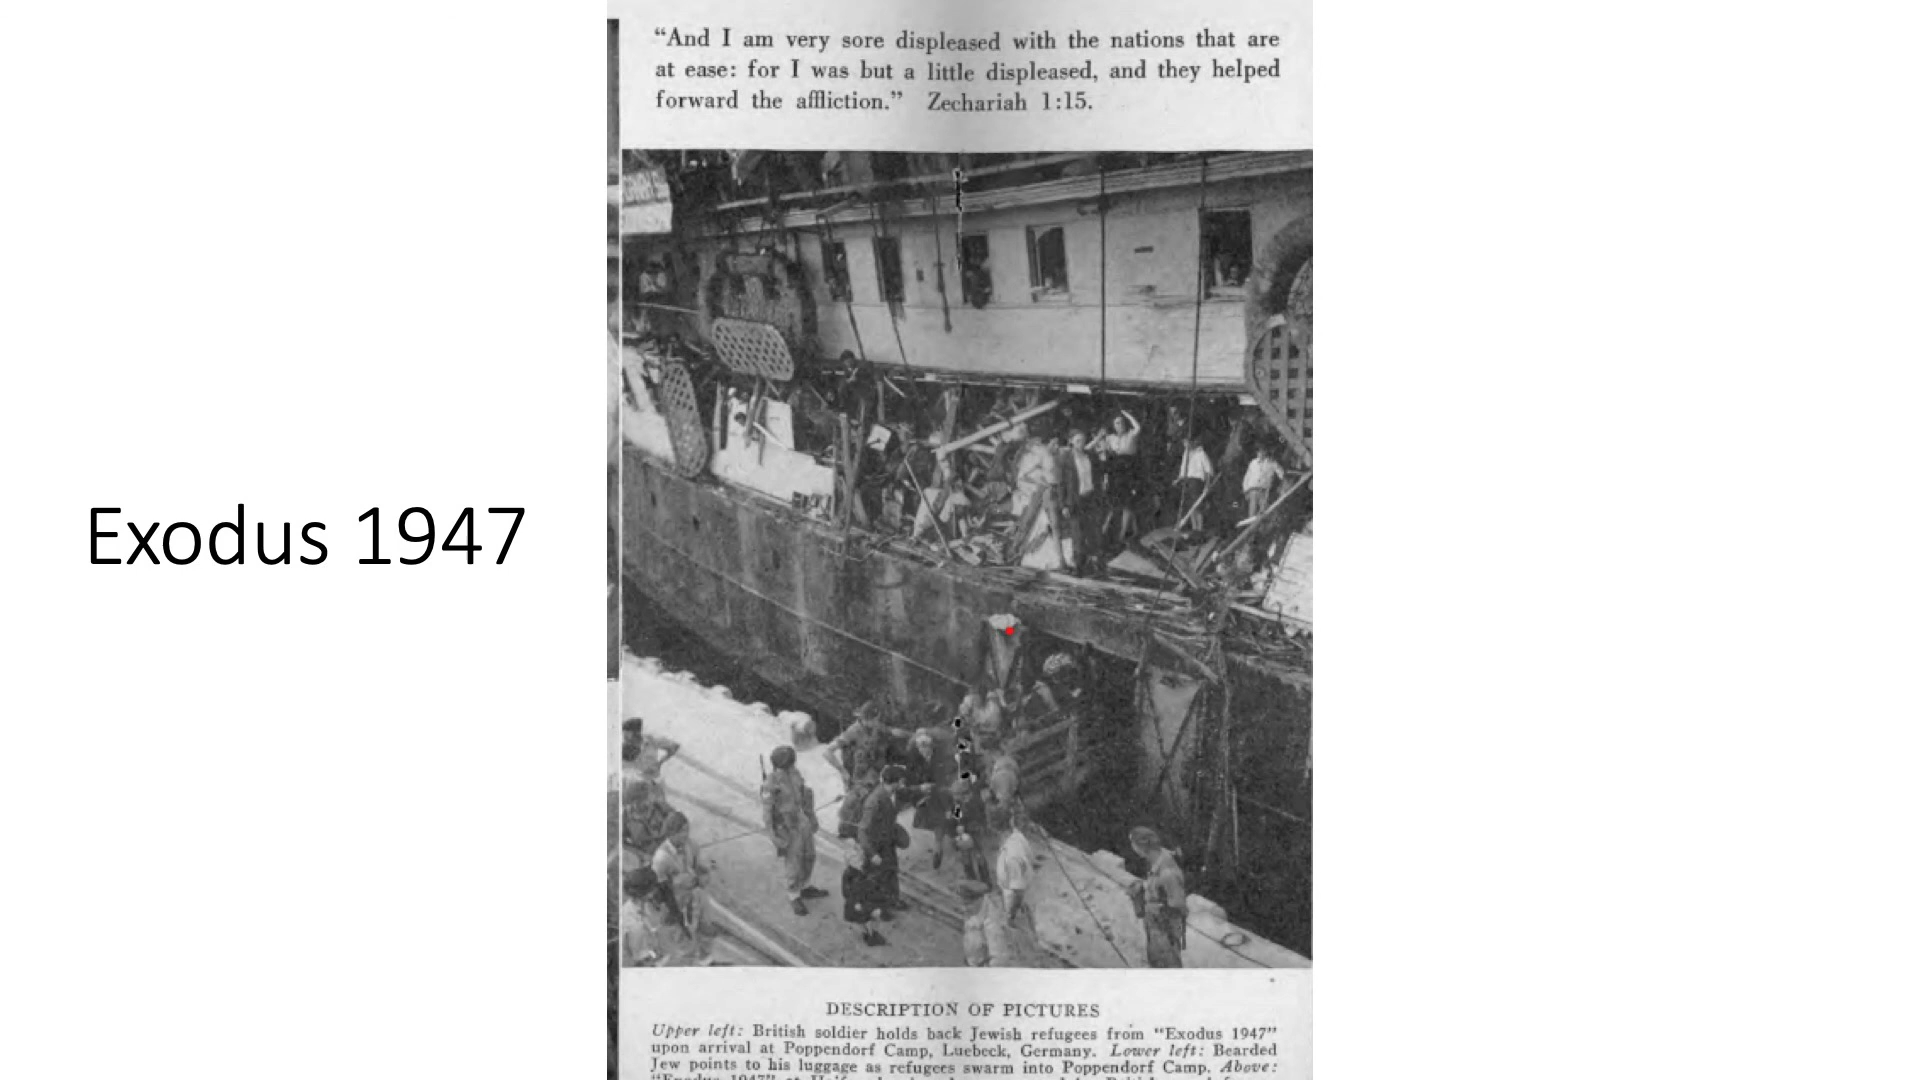 Exodus 1947
“And I am very sore displeased with the nations that are
at ease: for I was but a little displeased, and they helped
forward the affliction.” Zechariah 1:15.
DESCRIPTION OF PICTURES
Upper left: British soldier holds back Jewish refugees from “Exodus 1947”
upon arrival at Poppendorf Camp, Luebeck, Germany. Lower left: Bearded
Jew points to his luggage as refugees swarm into Poppendorf Camp. Above:
“Exodus 1947” at